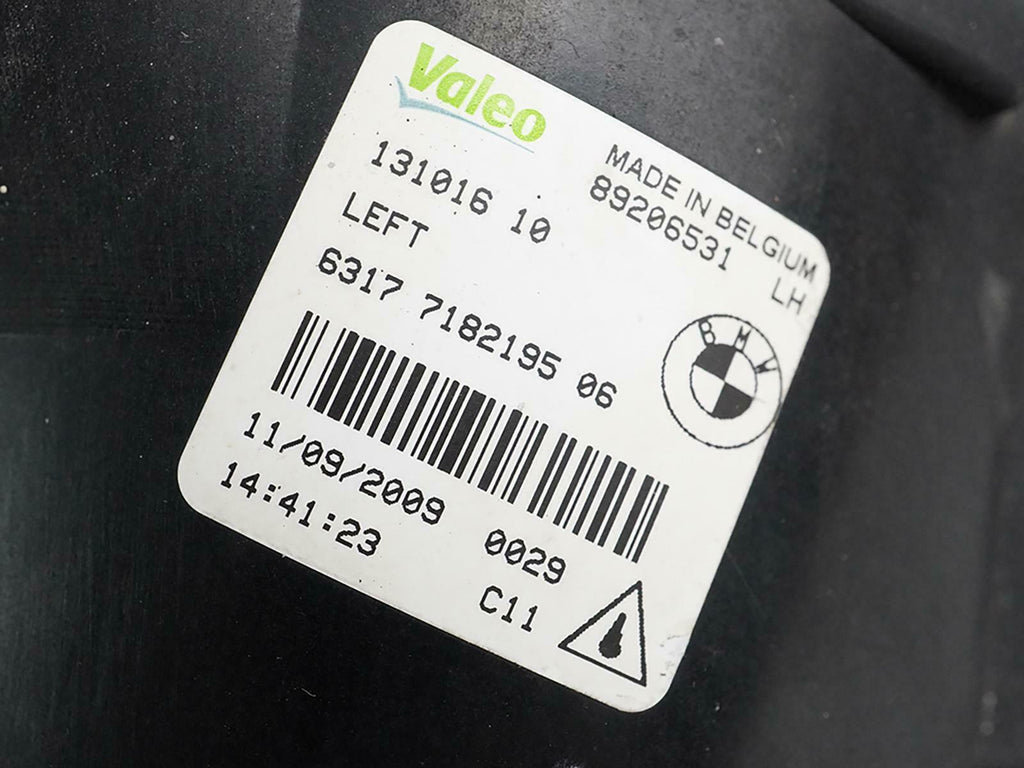 Valeo
MADE IN BELGIUM
89206531 LH
131016 10
LEFT
6317 7182195 06
BMW
11/09/2009 0029
14:41:23 C11